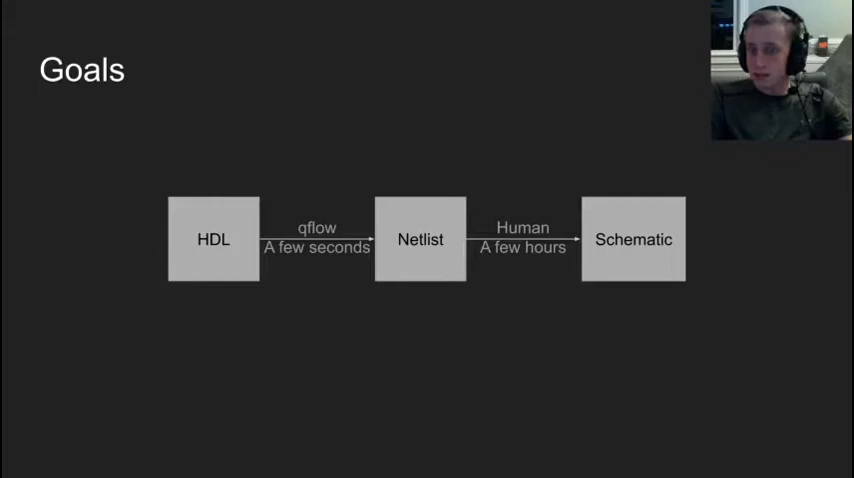 Goals
HDL
qflow
A few seconds
Netlist
Human
A few hours
Schematic